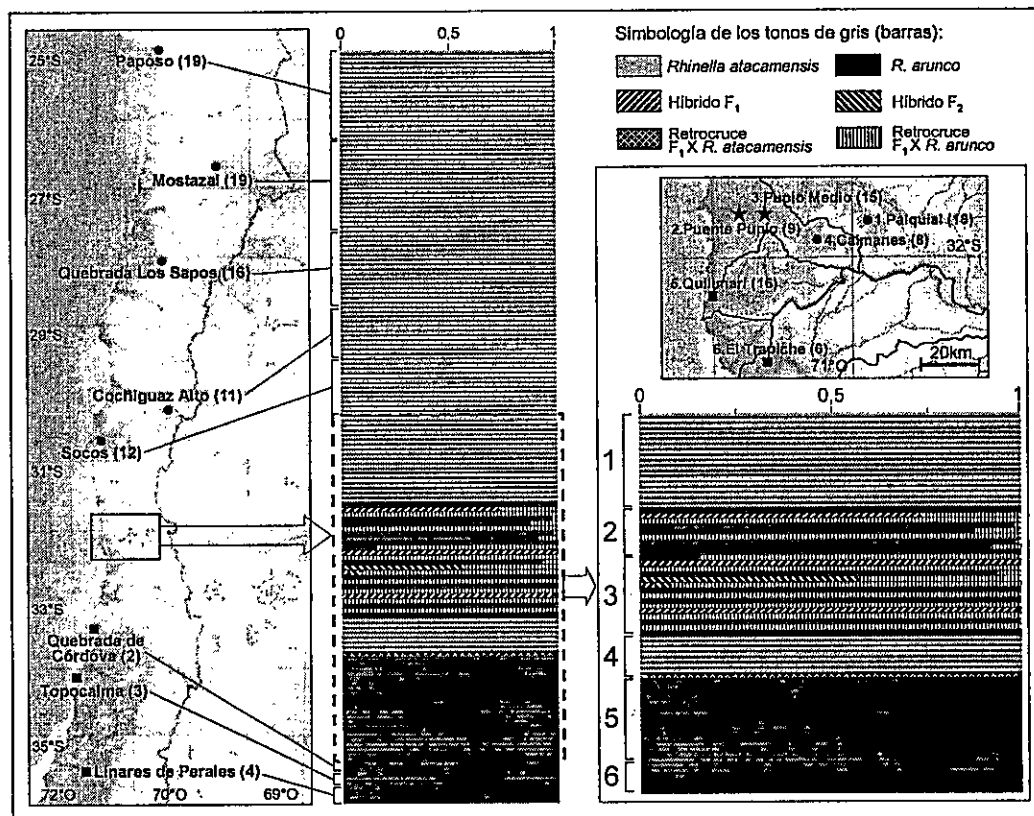 25°S
Paposo (19)
Mostazal (19)
27°S
Quebrada Los Sapos (16)
29°S
Cochiguaz Alto (11)
Socos (12)
31°S
33°S
Quebrada de
Córdova (2)
Topocalma (3)
35°S
Linares de Perales (4)
72°O
70°O
69°O
0
0,5
1
Simbología de los tonos de gris (barras):
Rhinella atacamensis
R. arunco
Híbrido F1
Híbrido F2
Retrocruce
F1 X R. atacamensis
Retrocruce
F1 X R. arunco
3.Pupío Medio (15)
2.Puente Pupío (9)
1.Palquial (18)
4.Caimanes (8)
32°S
5.Quilimarí (16)
6.El Trapiche (6)
71°O
20km
0
0,5
1
1
2
3
4
5
6